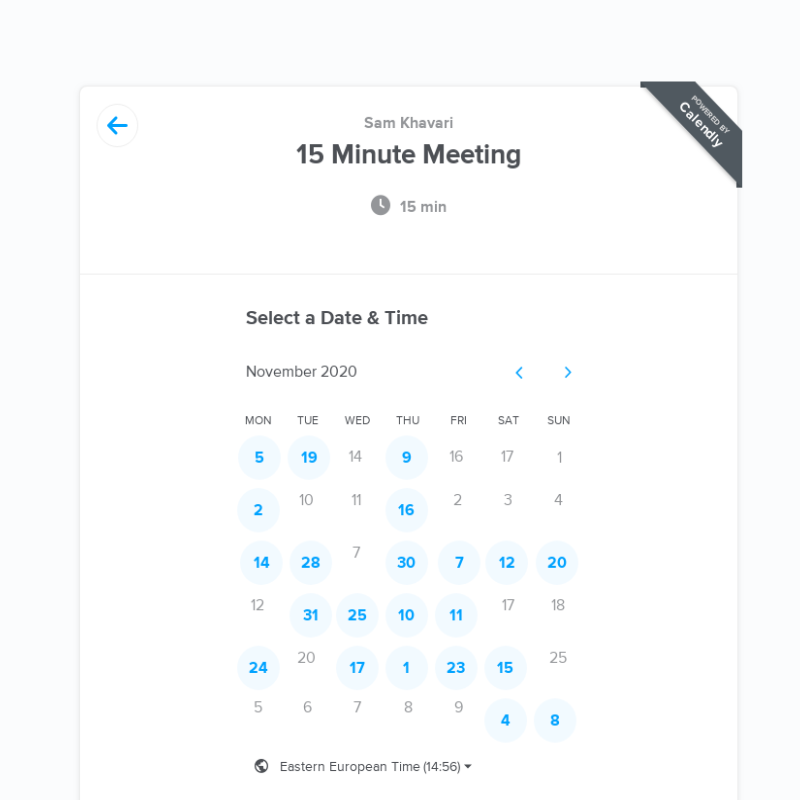 POWERED BY
Calendly
Sam Khavari
15 Minute Meeting
15 min
Select a Date & Time
November 2020
MON TUE WED THU FRI SAT SUN
5 19 14 9 16 17 1
2 10 11 16 2 3 4
14 28 7 30 7 12 20
12 31 25 10 11 17 18
24 20 17 1 23 15 25
5 6 7 8 9 4 8
Eastern European Time (14:56)